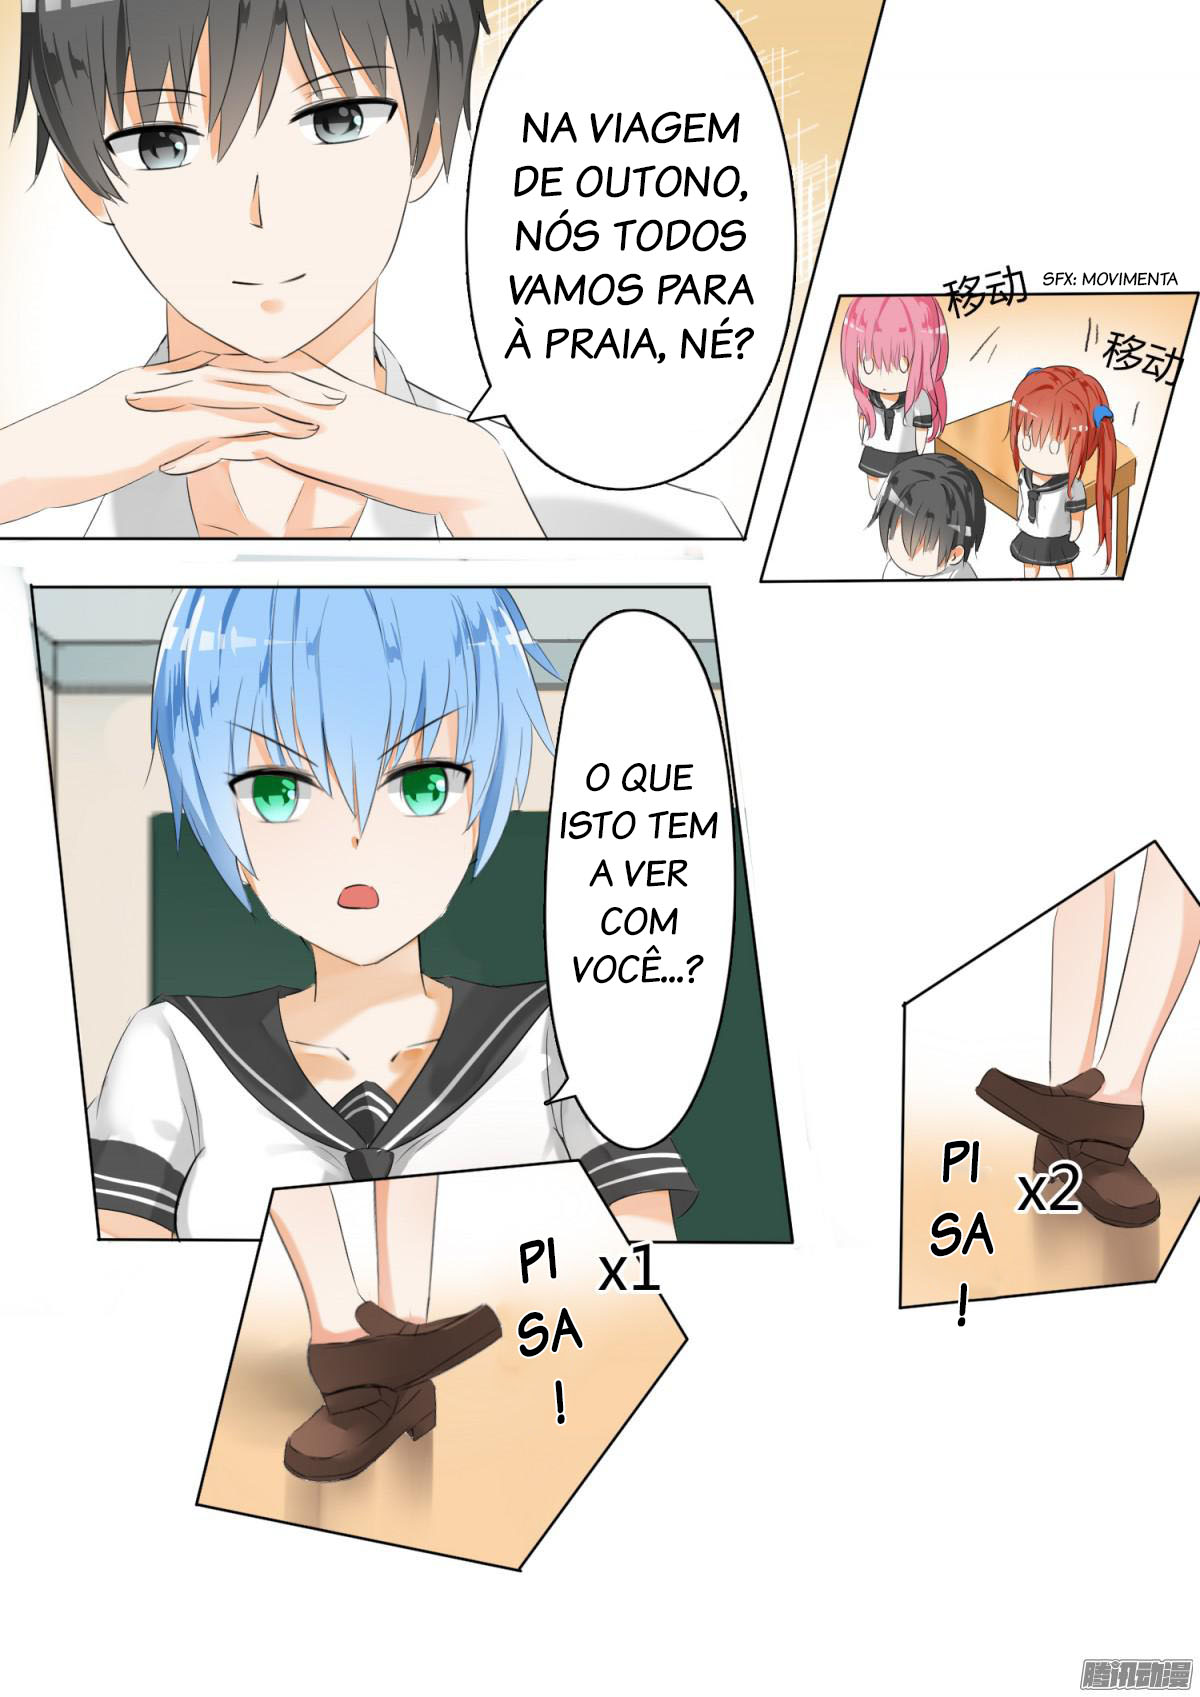 NA VIAGEM
DE OUTONO,
NÓS TODOS
VAMOS PARA
À PRAIA, NÉ?
移动
SFX: MOVIMENTA
移动
O QUE
ISTO TEM
A VER
COM
VOCÊ...?
PI
SA
!
x1
PI
SA
!
x2
腾讯动漫